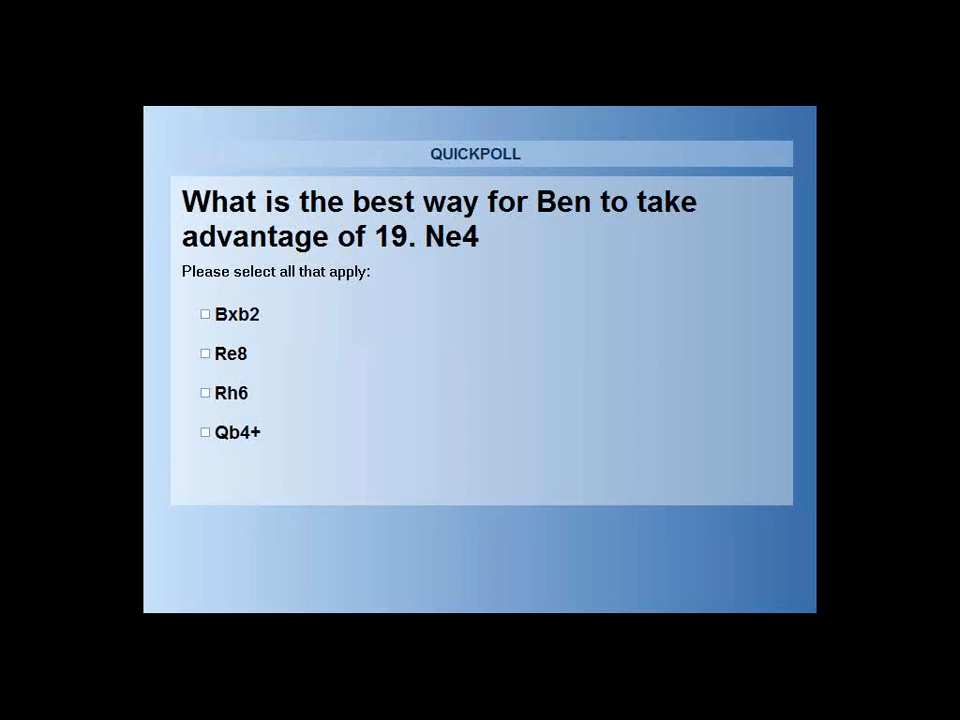 QUICKPOLL
What is the best way for Ben to take
advantage of 19. Ne4
Please select all that apply:
Bxb2
Re8
Rh6
Qb4+